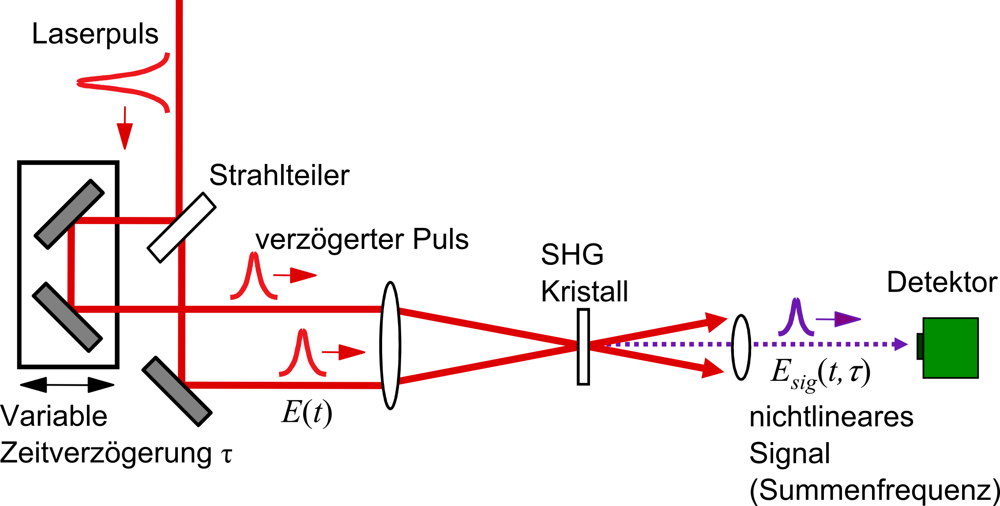 Laserpuls
Strahlteiler
verzögerter Puls
SHG
Kristall
Detektor
E(t)
E_sig(t,τ)
Variable
Zeitverzögerung τ
nichtlineares
Signal
(Summenfrequenz)